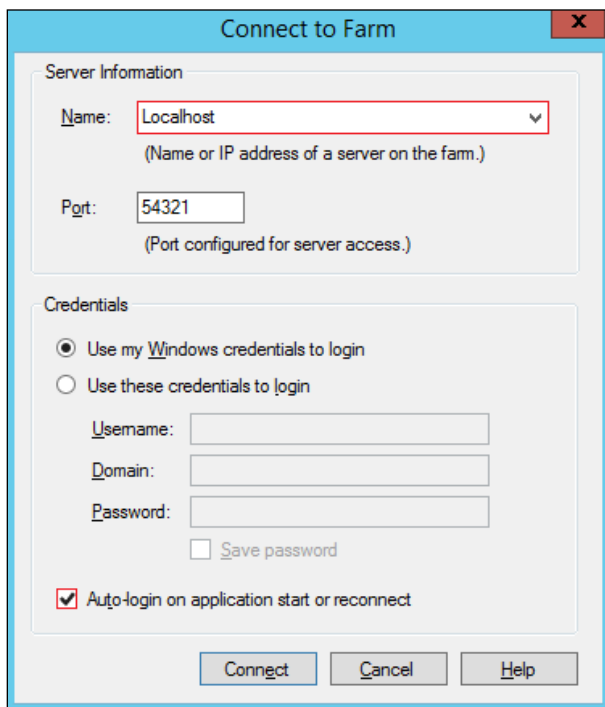 Connect to Farm
X
Server Information
Name: Localhost
(Name or IP address of a server on the farm.)
Port: 54321
(Port configured for server access.)
Credentials
Use my Windows credentials to login
Use these credentials to login
Username:
Domain:
Password:
Save password
Auto-login on application start or reconnect
Connect Cancel Help